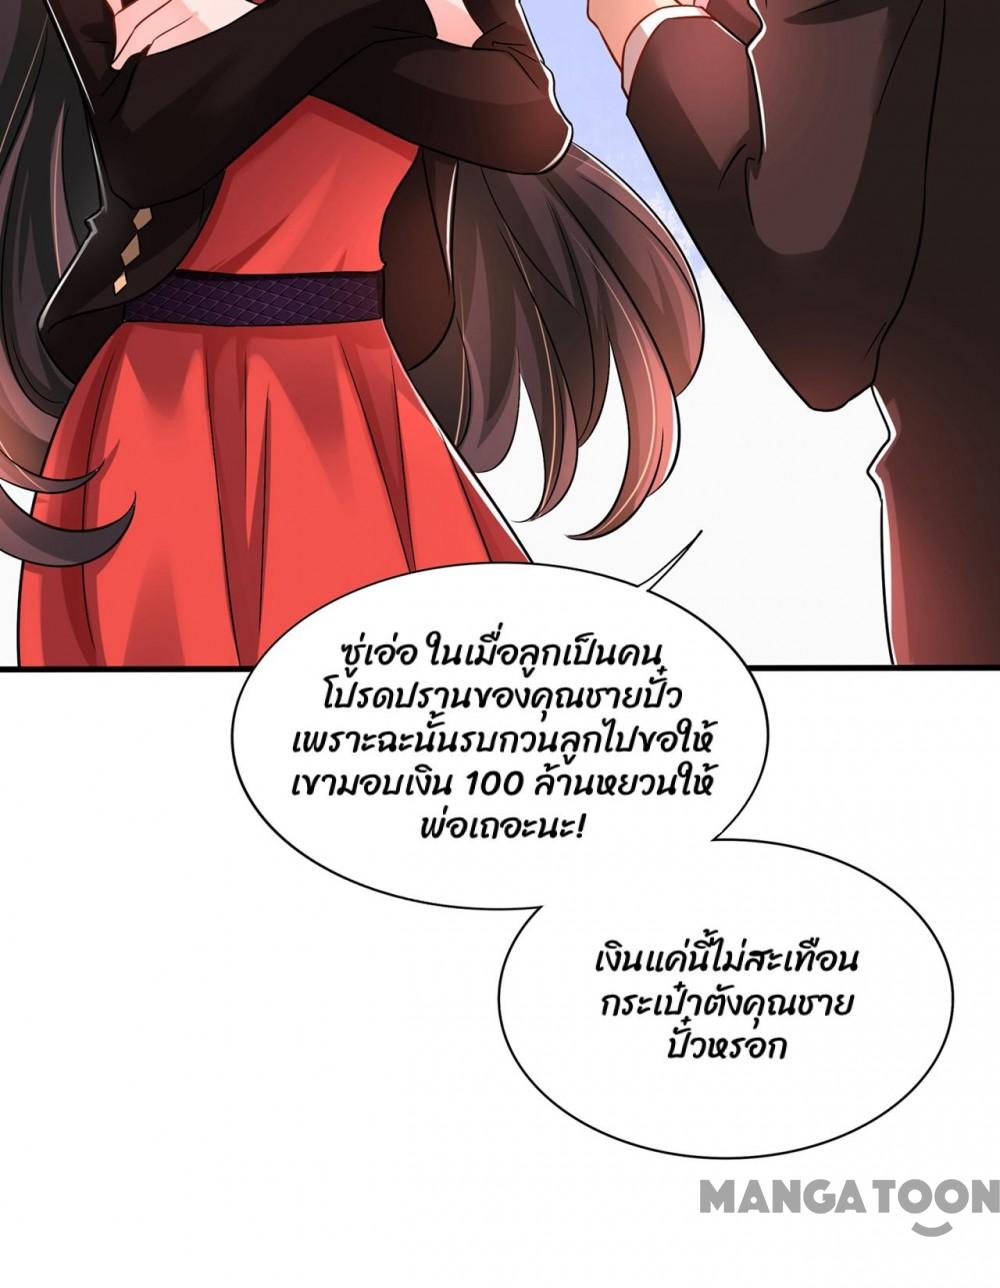 ซู่เอ่อ ในเมื่อลูกเป็นคน
โปรดปรานของคุณชายปั๋ว
เพราะฉะนั้นรบกวนลูกไปขอให้
เขามอบเงิน 100 ล้านหยวนให้
พ่อเถอะนะ!
เงินแค่นี้ไม่สะเทือน
กระเป๋าตังคุณชาย
ปั๋วหรอก
MANGATOON